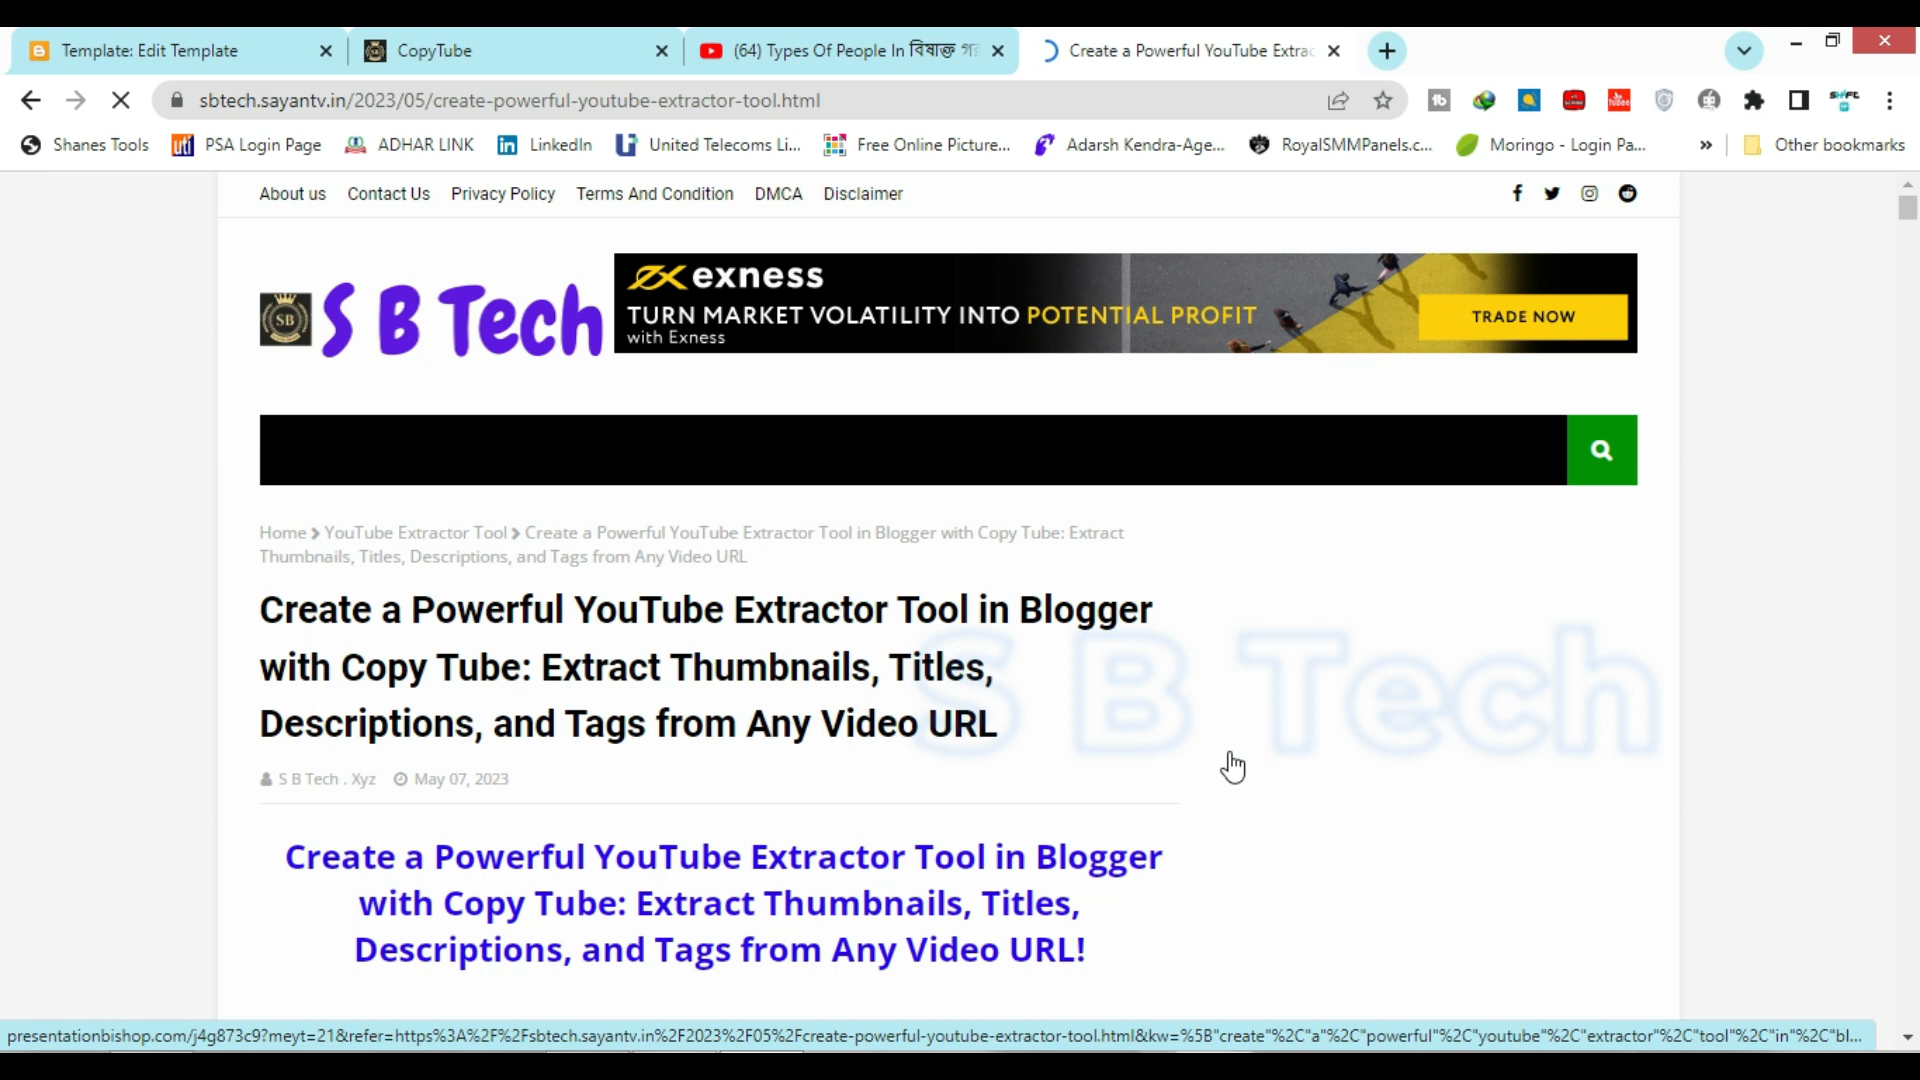 Template: Edit Template
CopyTube
(64) Types Of People In বিষাক্ত
Create a Powerful YouTube Extrac
sbtech.sayantv.in/2023/05/create-powerful-youtube-extractor-tool.html
Shanes Tools
uti PSA Login Page
ADHAR LINK
LinkedIn
United Telecoms Li...
Free Online Picture...
Adarsh Kendra-Age...
RoyalSMMPanels.c...
Moringo - Login Pa...
»
Other bookmarks
About us Contact Us Privacy Policy Terms And Condition DMCA Disclaimer
SB
S B Tech
exness
TURN MARKET VOLATILITY INTO POTENTIAL PROFIT
with Exness
TRADE NOW
Home > YouTube Extractor Tool > Create a Powerful YouTube Extractor Tool in Blogger with Copy Tube: Extract
Thumbnails, Titles, Descriptions, and Tags from Any Video URL
Create a Powerful YouTube Extractor Tool in Blogger
with Copy Tube: Extract Thumbnails, Titles,
Descriptions, and Tags from Any Video URL
S B Tech
S B Tech . Xyz May 07, 2023
Create a Powerful YouTube Extractor Tool in Blogger
with Copy Tube: Extract Thumbnails, Titles,
Descriptions, and Tags from Any Video URL!
presentationbishop.com/j4g873c9?meyt=21&refer=https%3A%2F%2Fsbtech.sayantv.in%2F2023%2F05%2Fcreate-powerful-youtube-extractor-tool.html&kw=%5B"create"%2C"a"%2C"powerful"%2C"youtube"%2C"extractor"%2C"tool"%2C"in"%2C"bl...